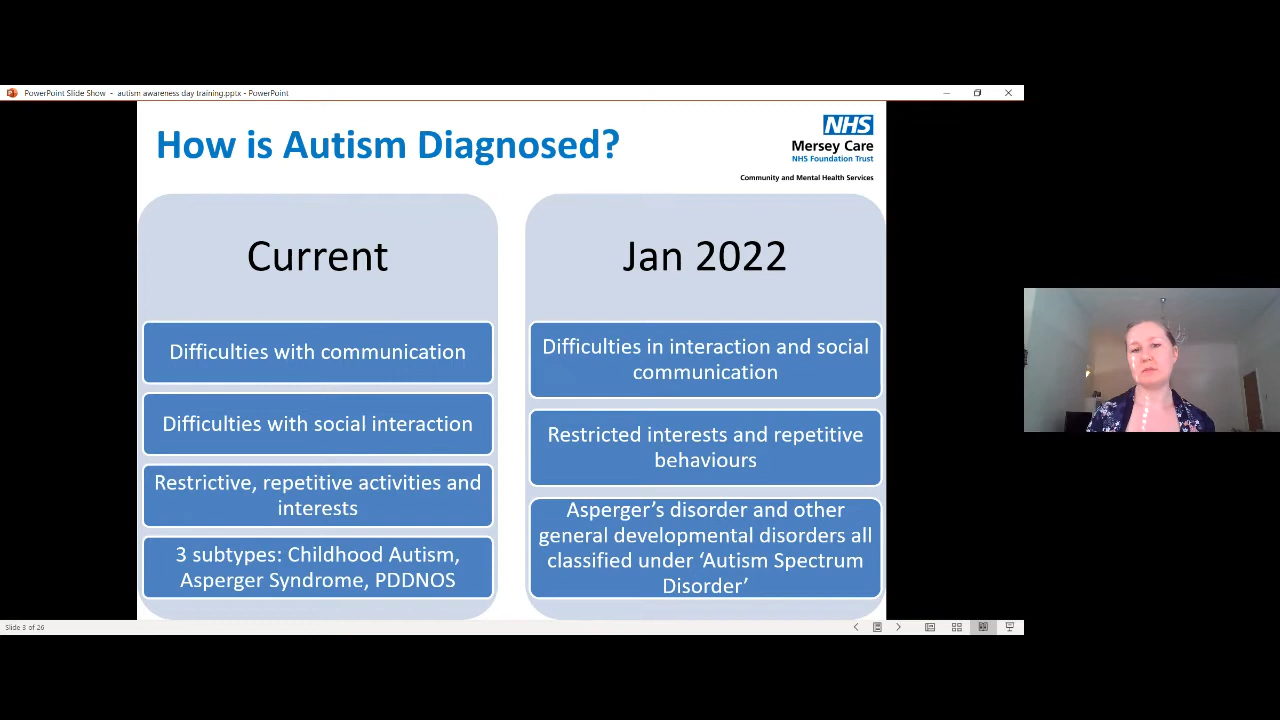 PowerPoint Slide Show - autism awareness day training.pptx - PowerPoint
How is Autism Diagnosed?
NHS
Mersey Care
NHS Foundation Trust
Community and Mental Health Services
Current
Difficulties with communication
Difficulties with social interaction
Restrictive, repetitive activities and
interests
3 subtypes: Childhood Autism,
Asperger Syndrome, PDDNOS
Jan 2022
Difficulties in interaction and social
communication
Restricted interests and repetitive
behaviours
Asperger’s disorder and other
general developmental disorders all
classified under ‘Autism Spectrum
Disorder’
Slide 3 of 26